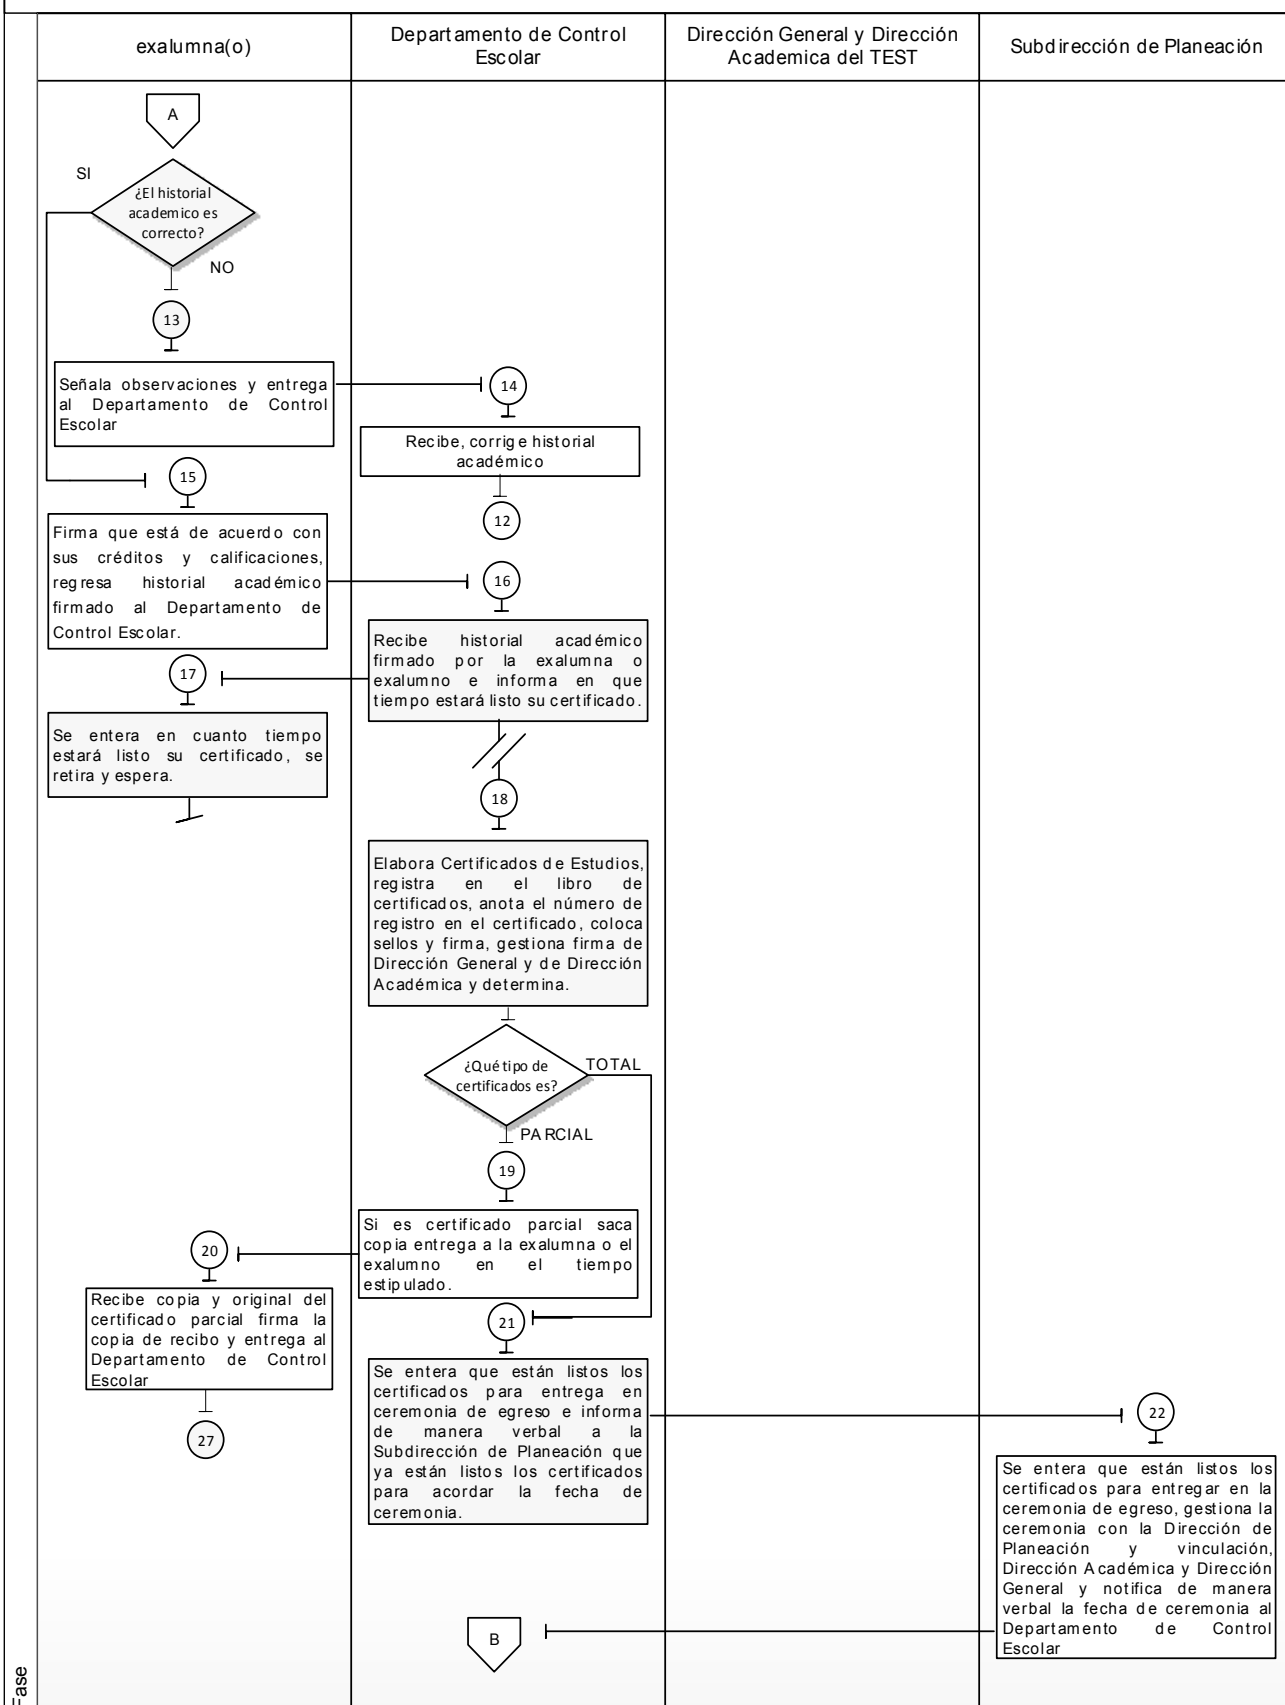 exalumna(o)
Departamento de Control
Escolar
Dirección General y Dirección
Academica del TEST
Subdirección de Planeación
A
SI
¿El historial
academico es
correcto?
NO
13
Señala observaciones y entrega
al Departamento de Control
Escolar
14
Recibe, corrige historial
académico
12
15
Firma que está de acuerdo con
sus créditos y calificaciones,
regresa historial académico
firmado al Departamento de
Control Escolar.
16
Recibe historial académico
firmado por la exalumna o
exalumno e informa en que
tiempo estará listo su certificado.
17
Se entera en cuanto tiempo
estará listo su certificado, se
retira y espera.
18
Elabora Certificados de Estudios,
registra en el libro de
certificados, anota el número de
registro en el certificado, coloca
sellos y firma, gestiona firma de
Dirección General y de Dirección
Académica y determina.
¿Qué tipo de
certificados es?
TOTAL
PARCIAL
19
Si es certificado parcial saca
copia entrega a la exalumna o el
exalumno en el tiempo
estipulado.
20
Recibe copia y original del
certificado parcial firma la
copia de recibo y entrega al
Departamento de Control
Escolar
27
21
Se entera que están listos los
certificados para entrega en
ceremonia de egreso e informa
de manera verbal a la
Subdirección de Planeación que
ya están listos los certificados
para acordar la fecha de
ceremonia.
22
Se entera que están listos los
certificados para entregar en la
ceremonia de egreso, gestiona la
ceremonia con la Dirección de
Planeación y vinculación,
Dirección Académica y Dirección
General y notifica de manera
verbal la fecha de ceremonia al
Departamento de Control
Escolar
B
Fase